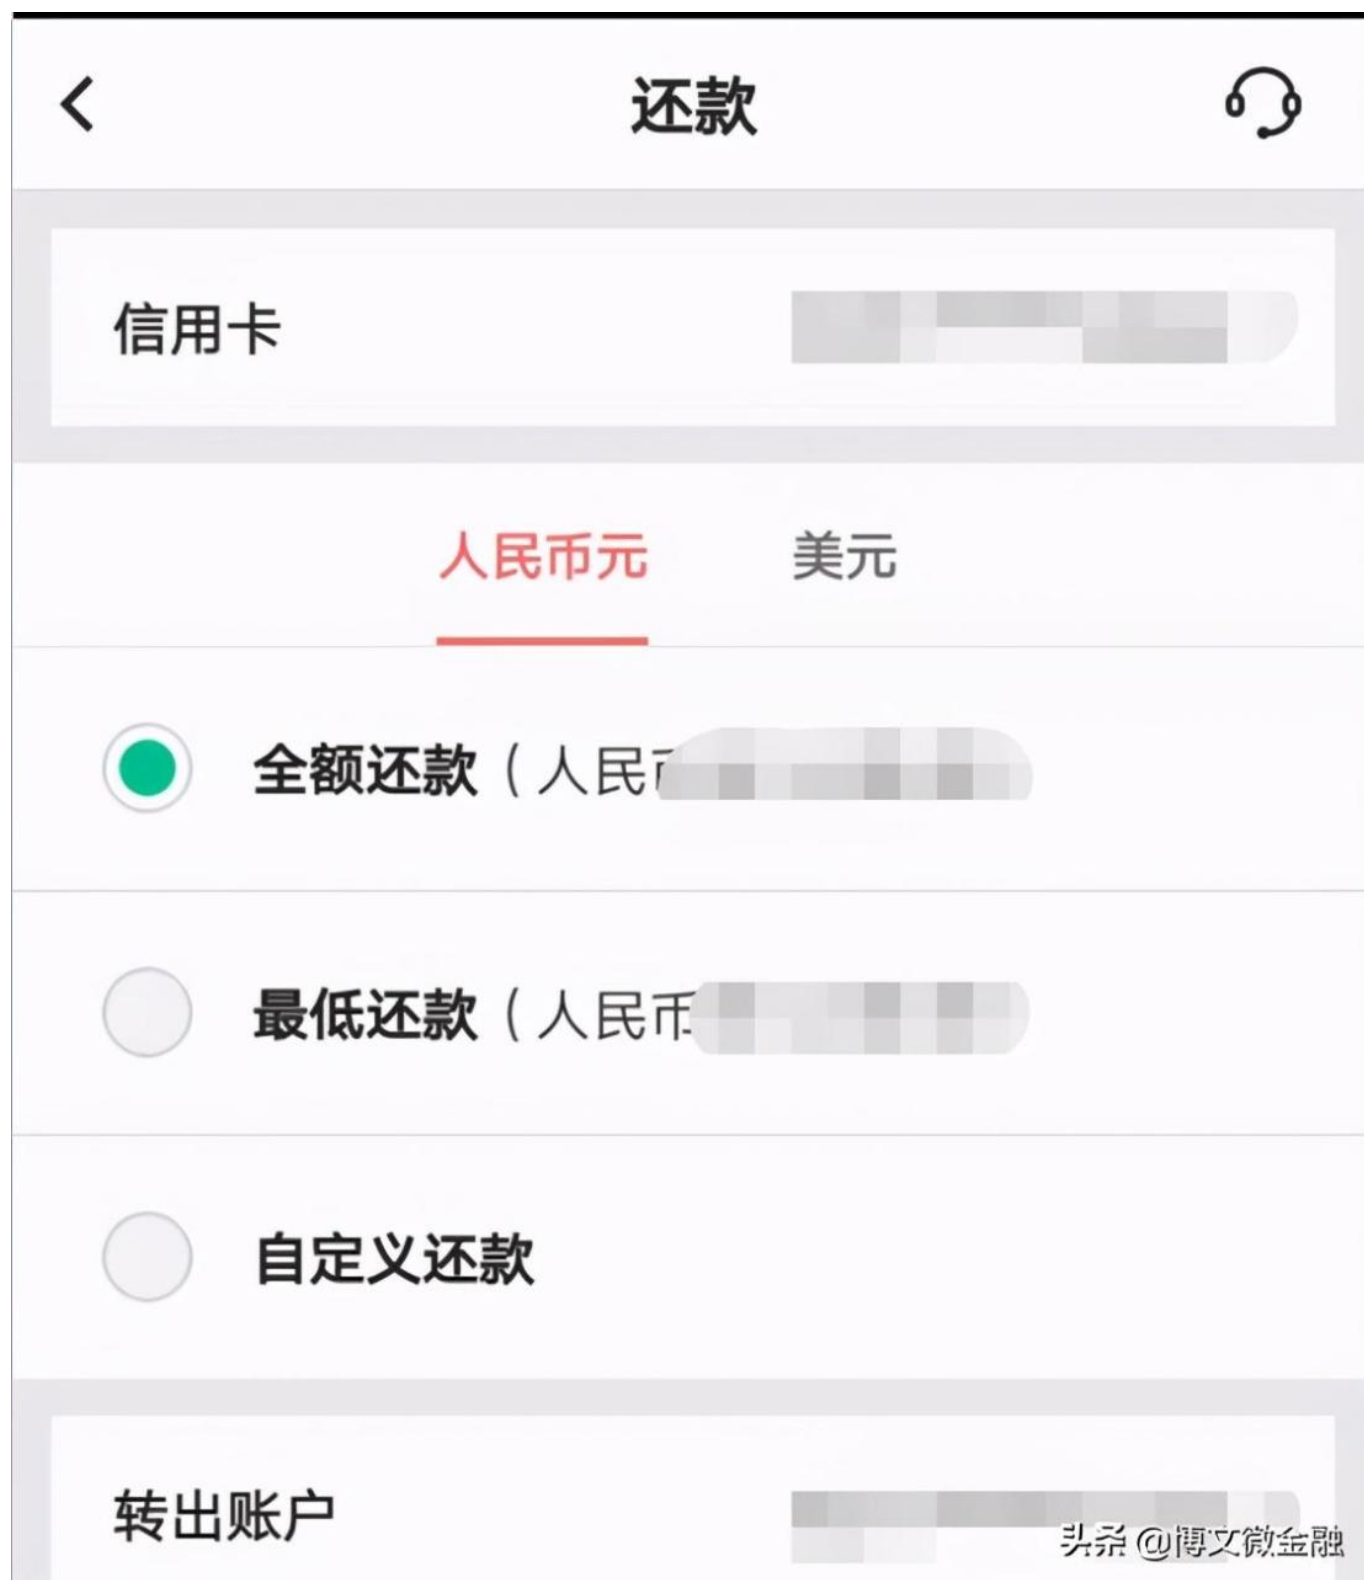 还款
信用卡
人民币元 美元
全额还款（人民
最低还款（人民币
自定义还款
转出账户
头条 @博文微金融